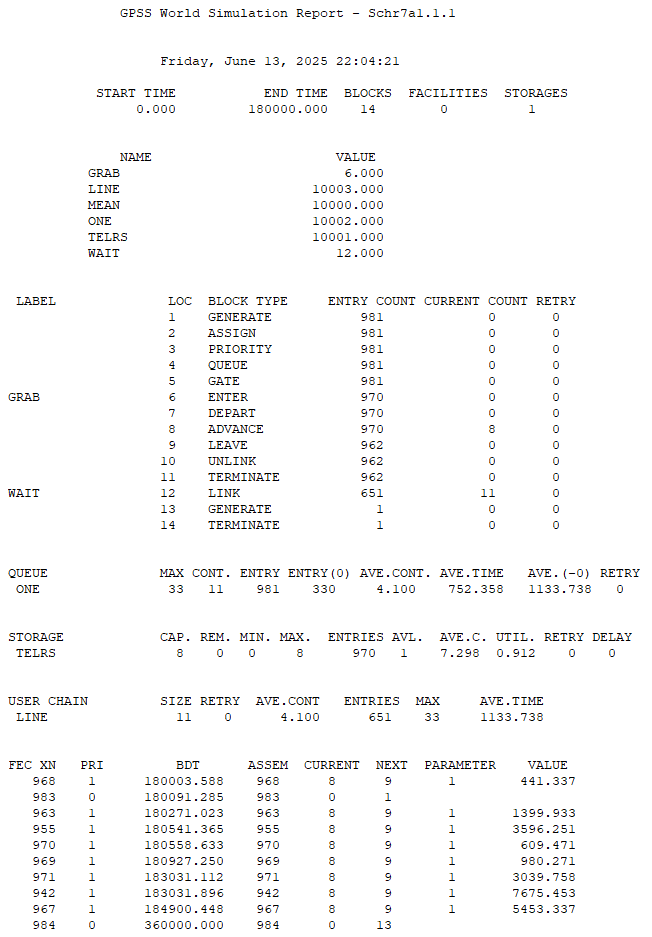 GPSS World Simulation Report - Schr7a1.1.1
Friday, June 13, 2025 22:04:21
START TIME END TIME BLOCKS FACILITIES STORAGES
0.000 180000.000 14 0 1
NAME VALUE
GRAB 6.000
LINE 10003.000
MEAN 10000.000
ONE 10002.000
TELRS 10001.000
WAIT 12.000
LABEL LOC BLOCK TYPE ENTRY COUNT CURRENT COUNT RETRY
1 GENERATE 981 0 0
2 ASSIGN 981 0 0
3 PRIORITY 981 0 0
4 QUEUE 981 0 0
5 GATE 981 0 0
GRAB 6 ENTER 970 0 0
7 DEPART 970 0 0
8 ADVANCE 970 8 0
9 LEAVE 962 0 0
10 UNLINK 962 0 0
11 TERMINATE 962 0 0
WAIT 12 LINK 651 11 0
13 GENERATE 1 0 0
14 TERMINATE 1 0 0
QUEUE MAX CONT. ENTRY ENTRY(0) AVE.CONT. AVE.TIME AVE.(-0) RETRY
ONE 33 11 981 330 4.100 752.358 1133.738 0
STORAGE CAP. REM. MIN. MAX. ENTRIES AVL. AVE.C. UTIL. RETRY DELAY
TELRS 8 0 0 8 970 1 7.298 0.912 0 0
USER CHAIN SIZE RETRY AVE.CONT ENTRIES MAX AVE.TIME
LINE 11 0 4.100 651 33 1133.738
FEC XN PRI BDT ASSEM CURRENT NEXT PARAMETER VALUE
968 1 180003.588 968 8 9 1 441.337
983 0 180091.285 983 0 1
963 1 180271.023 963 8 9 1 1399.933
955 1 180541.365 955 8 9 1 3596.251
970 1 180558.633 970 8 9 1 609.471
969 1 180927.250 969 8 9 1 980.271
971 1 183031.112 971 8 9 1 3039.758
942 1 183031.896 942 8 9 1 7675.453
967 1 184900.448 967 8 9 1 5453.337
984 0 360000.000 984 0 13